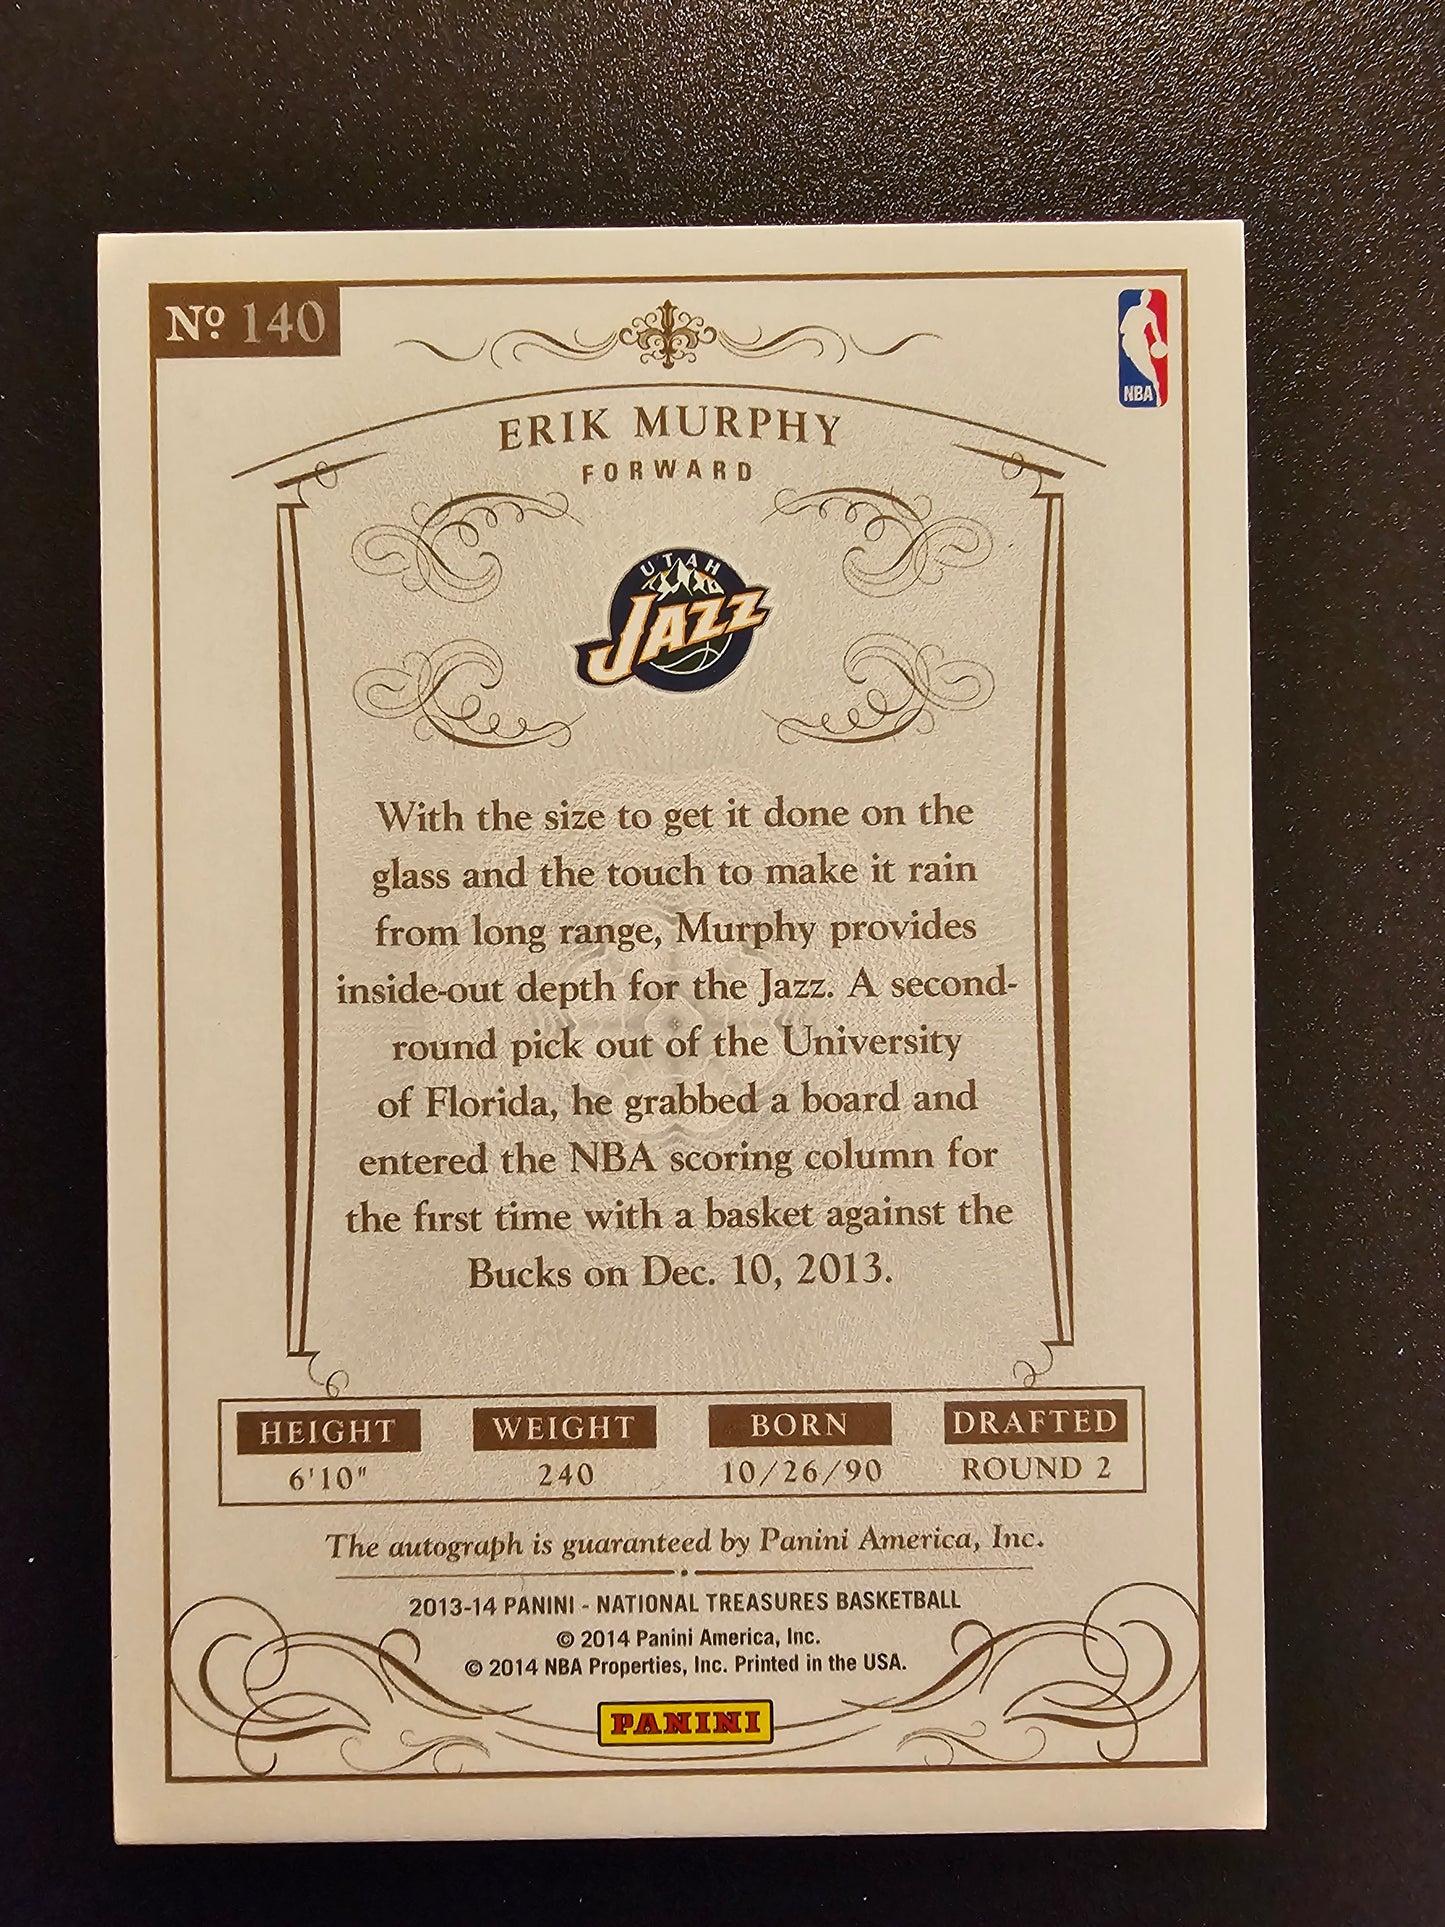 Nº 140
NBA
ERIK MURPHY
FORWARD
UTAH
JAZZ
With the size to get it done on the
glass and the touch to make it rain
from long range, Murphy provides
inside-out depth for the Jazz. A second-
round pick out of the University
of Florida, he grabbed a board and
entered the NBA scoring column for
the first time with a basket against the
Bucks on Dec. 10, 2013.
HEIGHT WEIGHT BORN DRAFTED
6'10" 240 10/26/90 ROUND 2
The autograph is guaranteed by Panini America, Inc.
2013-14 PANINI - NATIONAL TREASURES BASKETBALL
© 2014 Panini America, Inc.
© 2014 NBA Properties, Inc. Printed in the USA.
PANINI